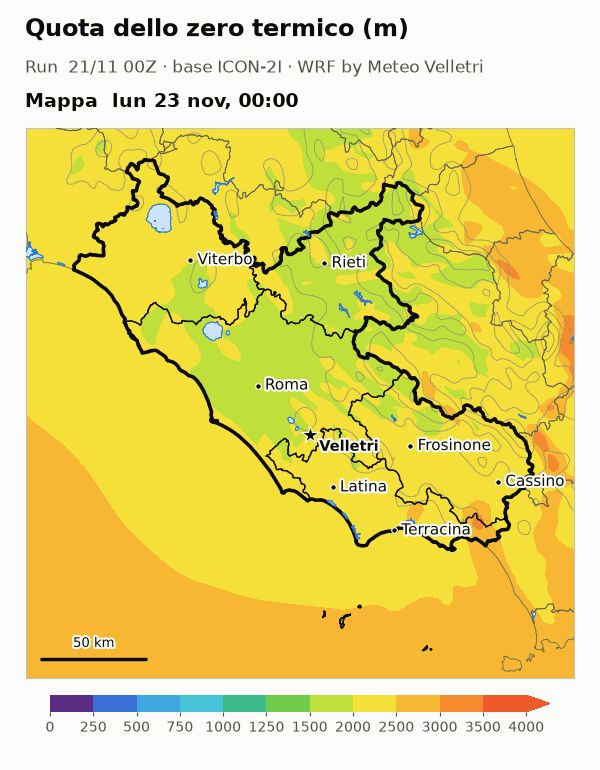 Quota dello zero termico (m)
Run  21/11 00Z · base ICON-2I · WRF by Meteo Velletri
Mappa  lun 23 nov, 00:00
Viterbo
Rieti
Roma
Velletri
Frosinone
Latina
Cassino
Terracina
50 km
0 250 500 750 1000 1250 1500 2000 2500 3000 3500 4000